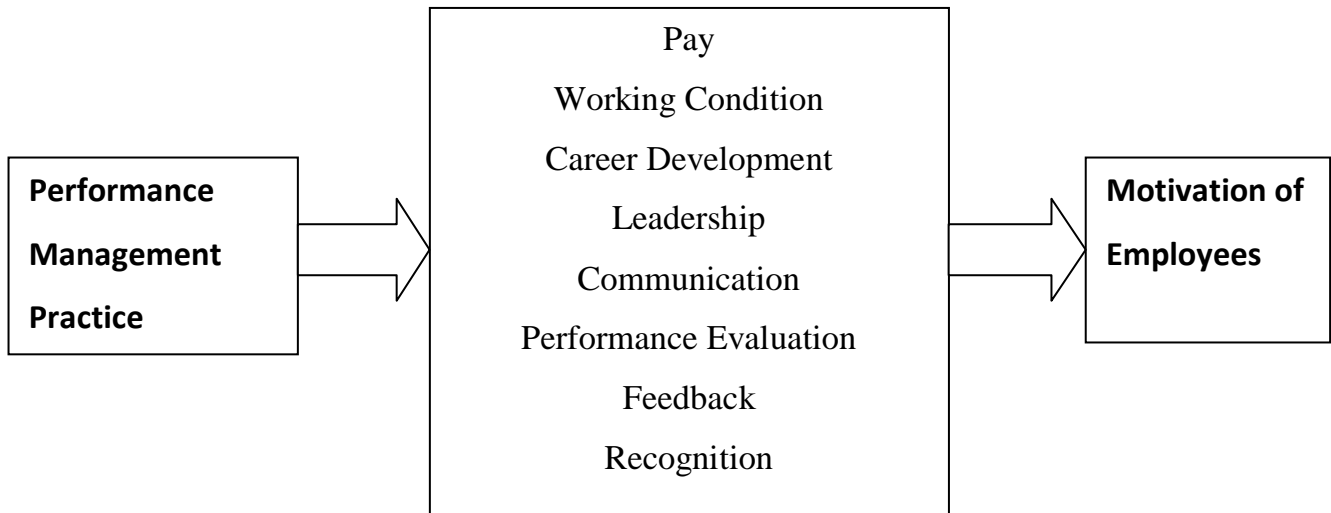 Performance
Management
Practice
Pay
Working Condition
Career Development
Leadership
Communication
Performance Evaluation
Feedback
Recognition
Motivation of
Employees